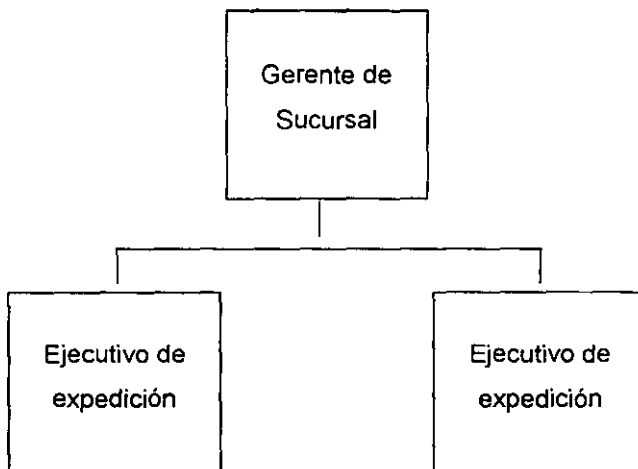 Gerente de
Sucursal
Ejecutivo de
expedición
Ejecutivo de
expedición